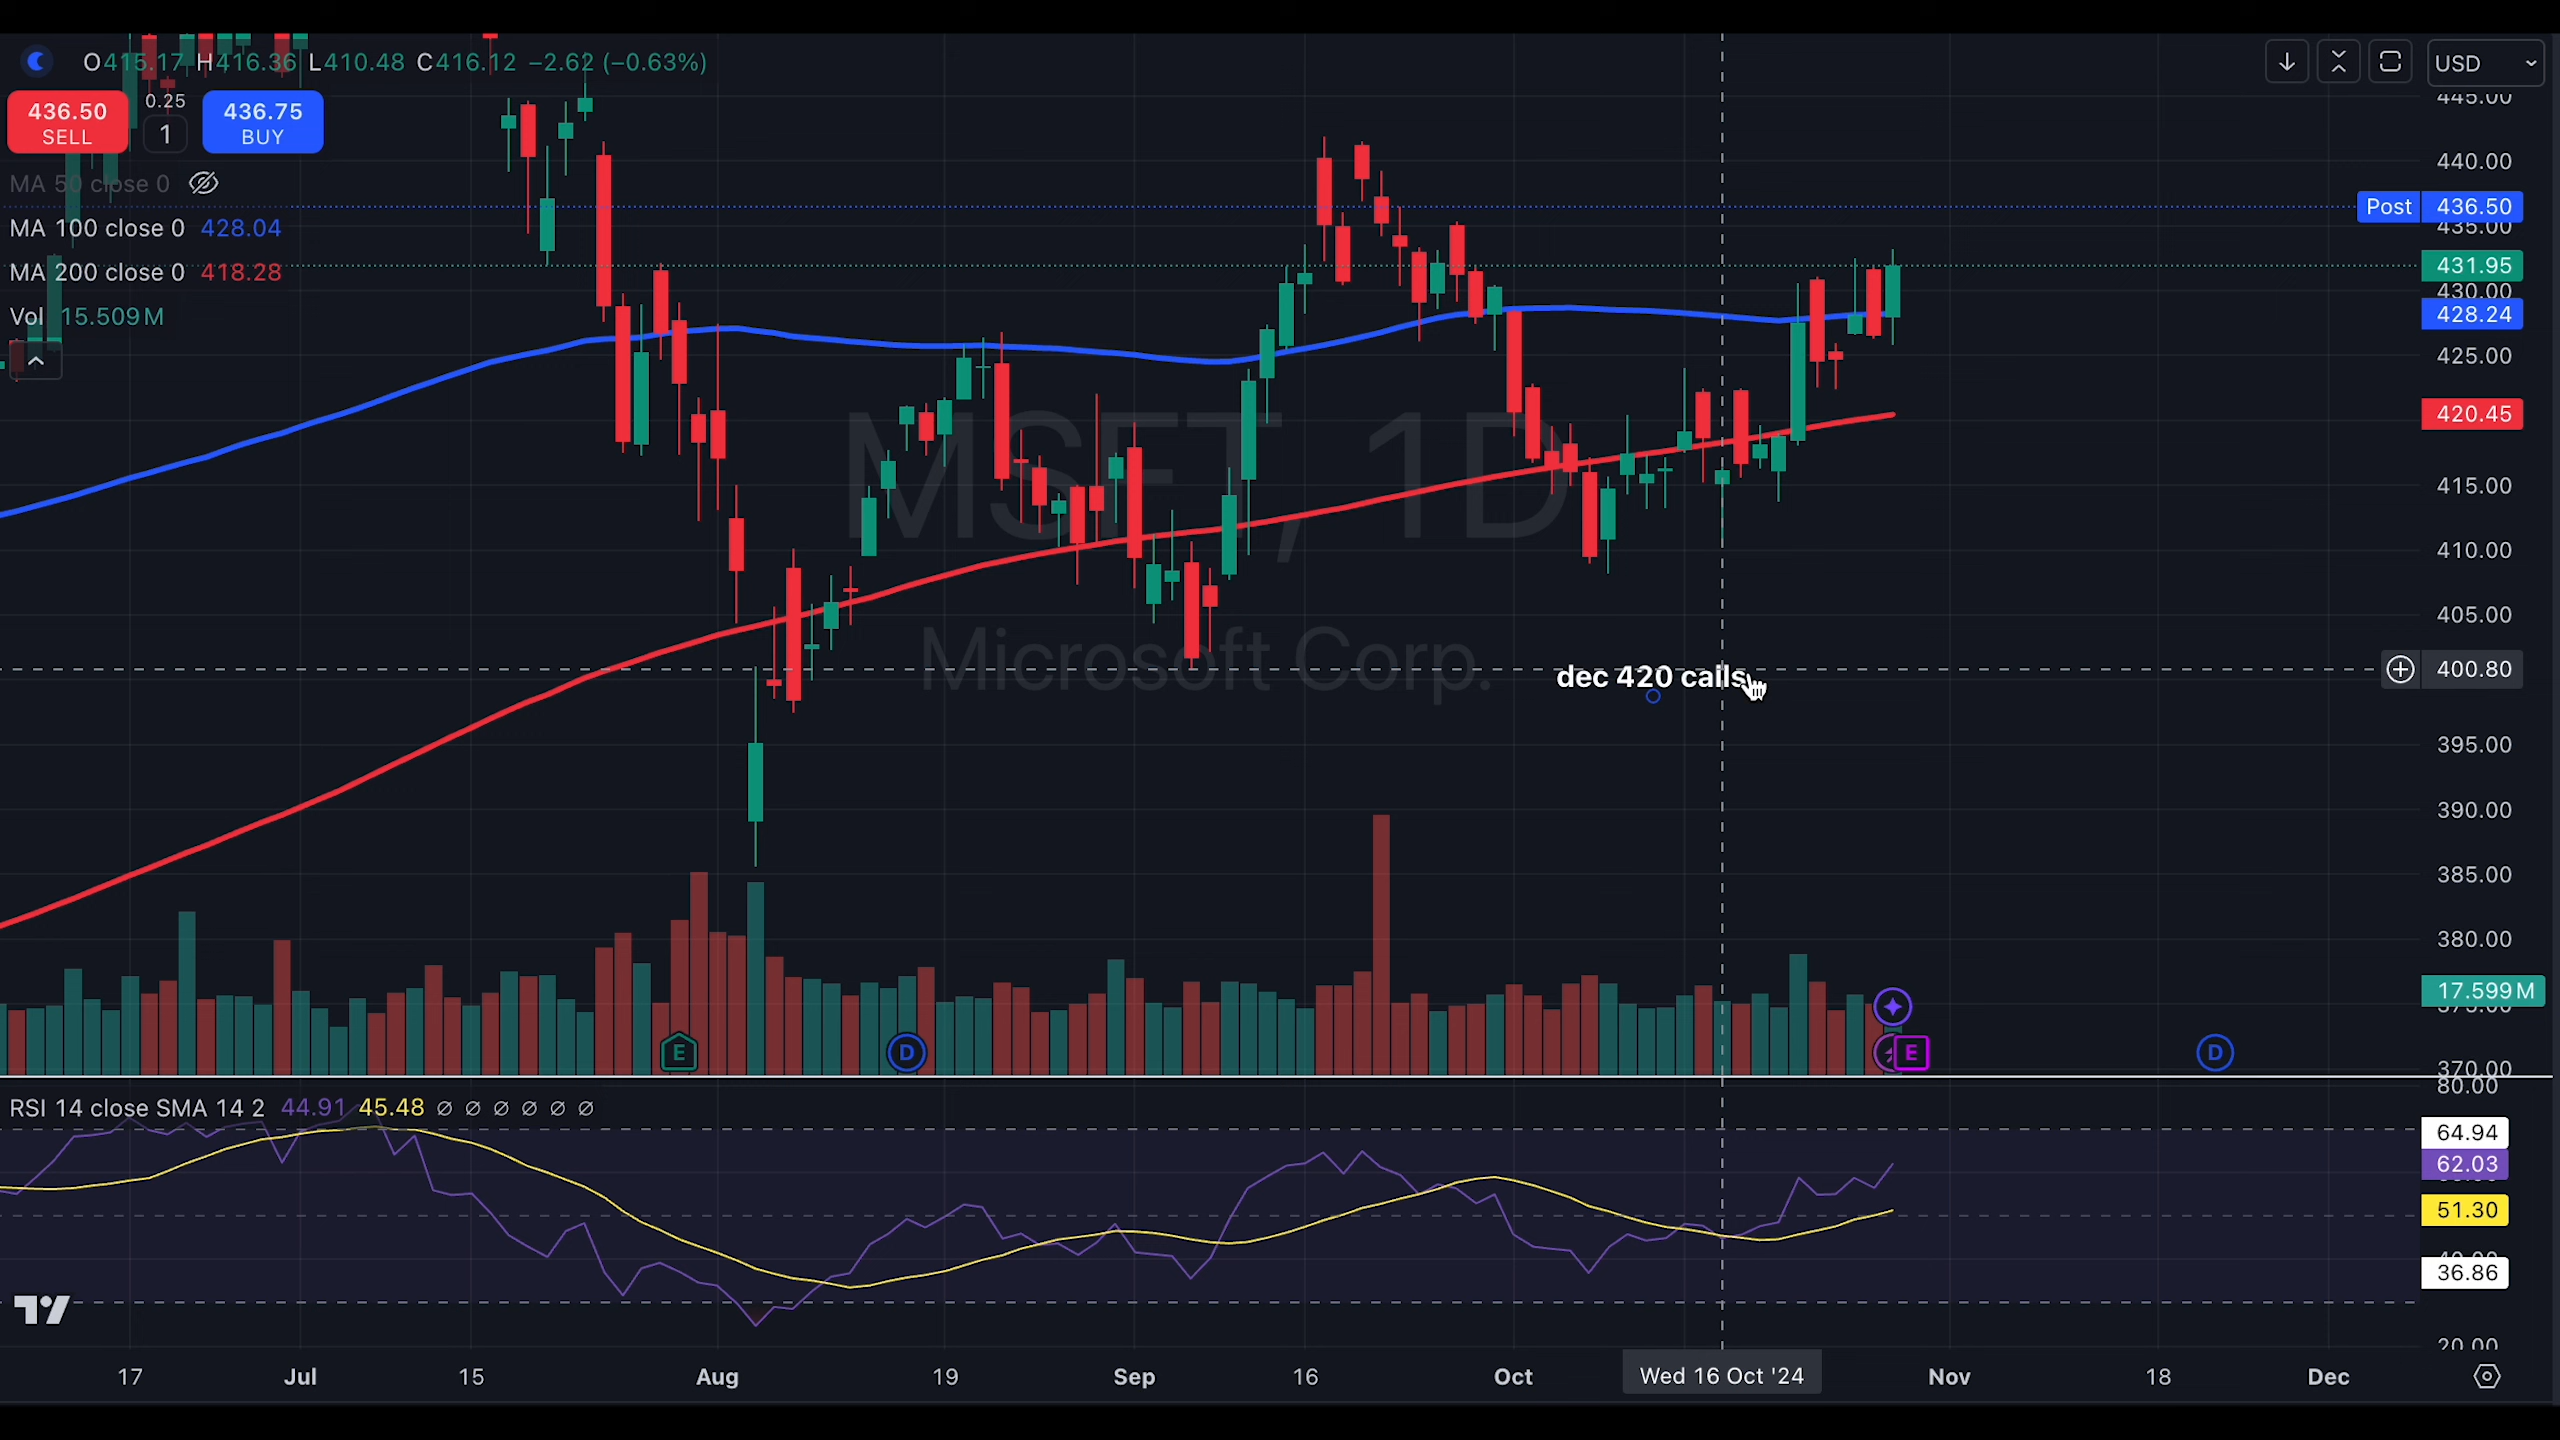 O415.17 H416.36 L410.48 C416.12 −2.62 (−0.63%)
USD
445.00
436.50
SELL
0.25
1
436.75
BUY
440.00
MA 50 close 0
Post 436.50
435.00
MA 100 close 0 428.04
MA 200 close 0 418.28
431.95
430.00
Vol 15.509M
428.24
425.00
420.45
MSFT, 1D
415.00
410.00
405.00
Microsoft Corp.
dec 420 calls
400.80
395.00
390.00
385.00
380.00
17.599M
375.00
E
D
E
D
370.00
80.00
RSI 14 close SMA 14 2 44.91 45.48 ∅ ∅ ∅ ∅ ∅ ∅
64.94
62.03
51.30
40.00
36.86
20.00
17 Jul 15 Aug 19 Sep 16 Oct Wed 16 Oct '24 Nov 18 Dec